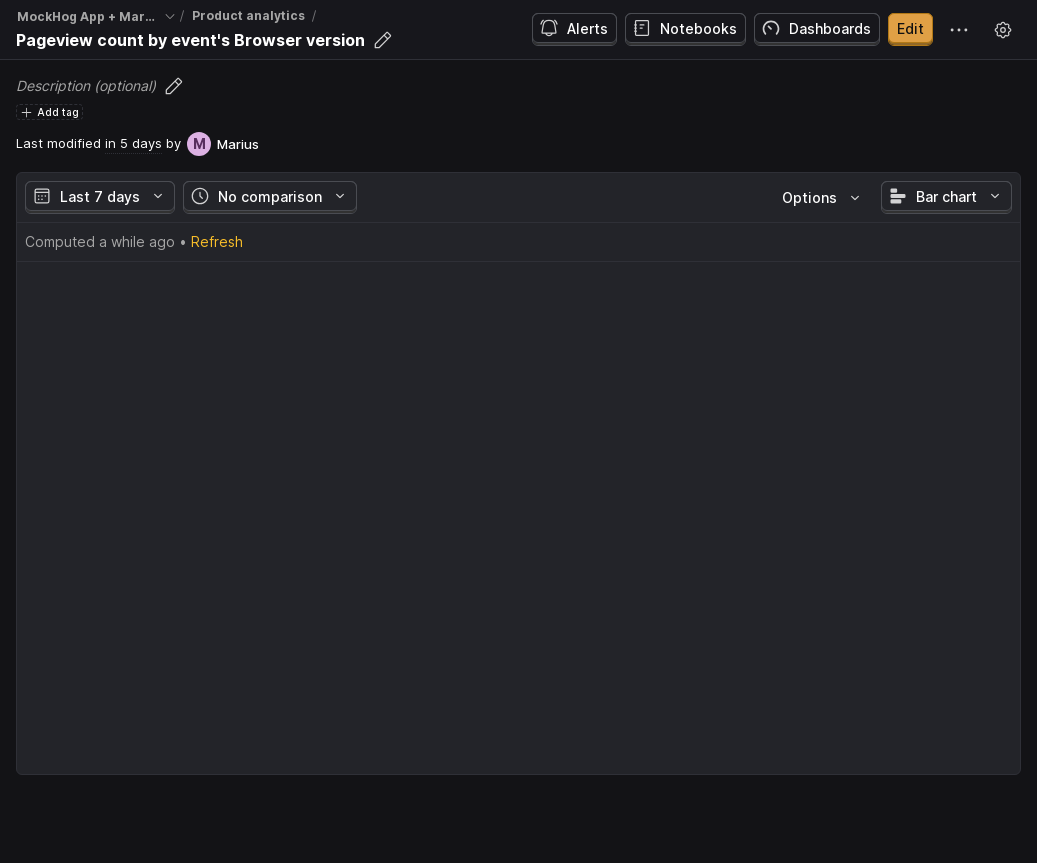 MockHog App + Mar... / Product analytics /
Pageview count by event's Browser version
Alerts Notebooks Dashboards Edit
Description (optional)
Add tag
Last modified in 5 days by M Marius
Last 7 days No comparison Options Bar chart
Computed a while ago • Refresh